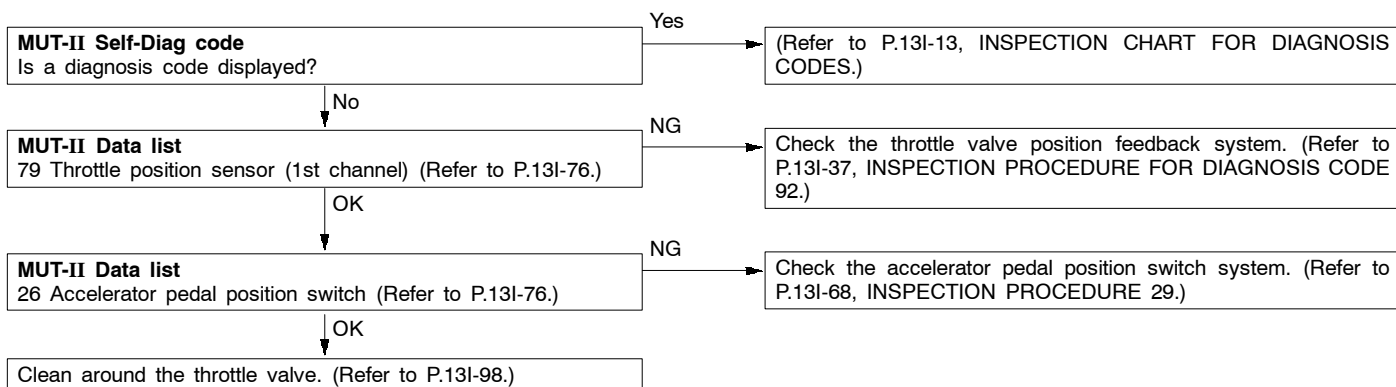 Yes
MUT-II Self-Diag code
Is a diagnosis code displayed?
(Refer to P.13I-13, INSPECTION CHART FOR DIAGNOSIS
CODES.)
No
MUT-II Data list
79 Throttle position sensor (1st channel) (Refer to P.13I-76.)
NG
Check the throttle valve position feedback system. (Refer to
P.13I-37, INSPECTION PROCEDURE FOR DIAGNOSIS CODE
92.)
OK
MUT-II Data list
26 Accelerator pedal position switch (Refer to P.13I-76.)
NG
Check the accelerator pedal position switch system. (Refer to
P.13I-68, INSPECTION PROCEDURE 29.)
OK
Clean around the throttle valve. (Refer to P.13I-98.)